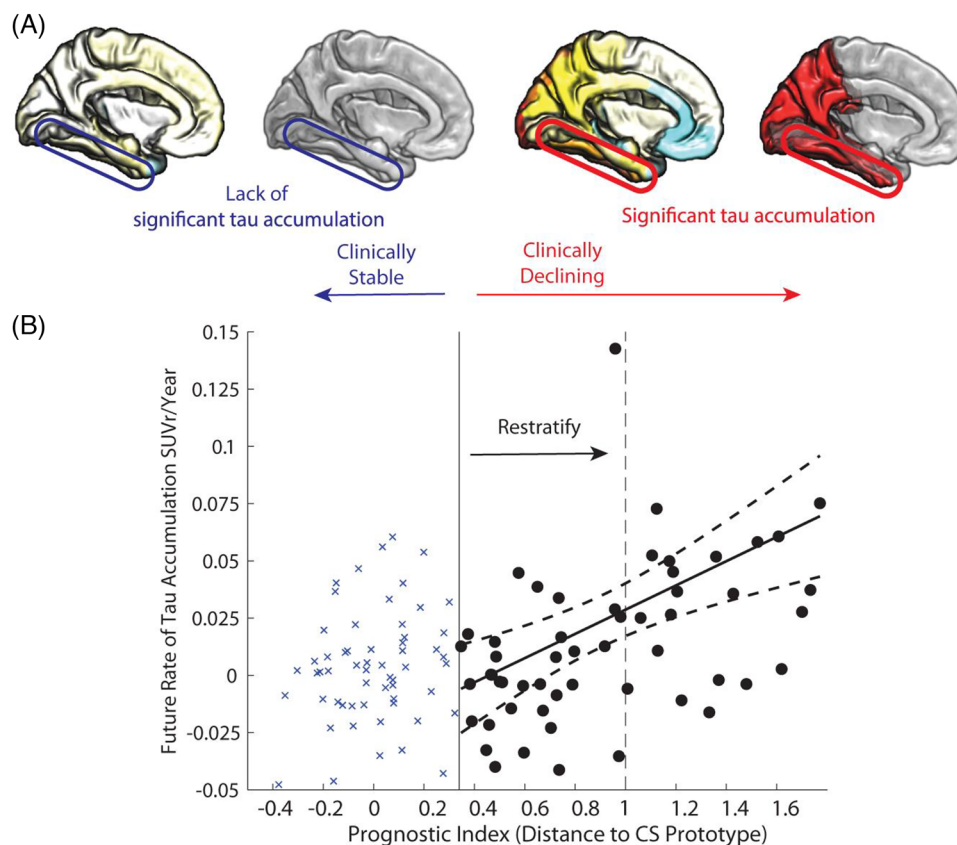 (A)
Lack of
significant tau accumulation
Significant tau accumulation
Clinically
Stable
Clinically
Declining
(B)
Future Rate of Tau Accumulation SUVr/Year
0.15
0.125
0.1
0.075
0.05
0.025
0
-0.025
-0.05
Restratify
-0.4
-0.2
0
0.2
0.4
0.6
0.8
1
1.2
1.4
1.6
Prognostic Index (Distance to CS Prototype)